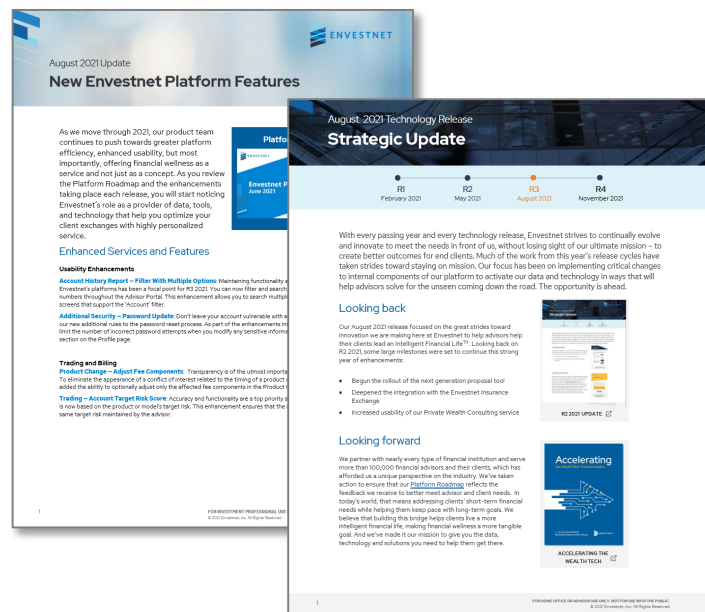 ENVESTNET
August 2021 Update
New Envestnet Platform Features
As we move through 2021, our product team
continues to push towards greater platform
efficiency, enhanced usability, but most
importantly, offering financial wellness as a
service and not just as a concept. As you review
the Platform Roadmap and the enhancements
taking place each release, you will start noticing
Envestnet's role as a provider of data, tools,
and technology that help you optimize your
client exchanges with highly personalized
service.
Platfo
ENVESTNET
Envestnet P
June 2021
Enhanced Services and Features
Usability Enhancements
Account History Report – Filter With Multiple Options: Maintaining functionality a
Envestnet's platforms has been a focal point for R3 2021. You can now filter and search
numbers throughout the Advisor Portal. This enhancement allows you to search multipl
screens that support the 'Account' filter.
Additional Security – Password Update: Don't leave your account vulnerable with a
our new additional rules to the password reset process. As part of the enhancements in
limit the number of incorrect password attempts when you modify any sensitive informa
section on the Profile page.
Trading and Billing
Product Change – Adjust Fee Components: Transparency is of the utmost importa
To eliminate the appearance of a conflict of interest related to the timing of a product c
added the ability to optionally adjust only the affected fee components in the Product C
Trading – Account Target Risk Score: Accuracy and functionality are a top priority a
is now based on the product or model's target risk. This enhancement ensures that the
same target risk maintained by the advisor.
1
FOR INVESTMENT PROFESSIONAL USE
© 2021 Envestnet, Inc. All Rights Reserved
August 2021 Technology Release
Strategic Update
R1 R2 R3 R4
February 2021 May 2021 August 2021 November 2021
With every passing year and every technology release, Envestnet strives to continually evolve
and innovate to meet the needs in front of us, without losing sight of our ultimate mission – to
create better outcomes for end clients. Much of the work from this year's release cycles have
taken strides toward staying on mission. Our focus has been on implementing critical changes
to internal components of our platform to activate our data and technology in ways that will
help advisors solve for the unseen coming down the road. The opportunity is ahead.
Looking back
Our August 2021 release focused on the great strides toward
innovation we are making here at Envestnet to help advisors help
their clients lead an Intelligent Financial Life™. Looking back on
R2 2021, some large milestones were set to continue this strong
year of enhancements:
• Begun the rollout of the next generation proposal tool
• Deepened the integration with the Envestnet Insurance
Exchange
• Increased usability of our Private Wealth Consulting service
Strategic Update
R2 2021 UPDATE
Looking forward
We partner with nearly every type of financial institution and serve
more than 100,000 financial advisors and their clients, which has
afforded us a unique perspective on the industry. We've taken
action to ensure that our Platform Roadmap reflects the
feedback we receive to better meet advisor and client needs. In
today's world, that means addressing clients' short-term financial
needs while helping them keep pace with long-term goals. We
believe that building this bridge helps clients live a more
intelligent financial life, making financial wellness a more tangible
goal. And we've made it our mission to give you the data,
technology and solutions you need to help them get there.
Accelerating
ACCELERATING THE
WEALTH TECH
1
FOR HOME OFFICE OR ADVISOR USE ONLY. NOT FOR USE WITH THE PUBLIC.
© 2021 Envestnet, Inc. All Rights Reserved